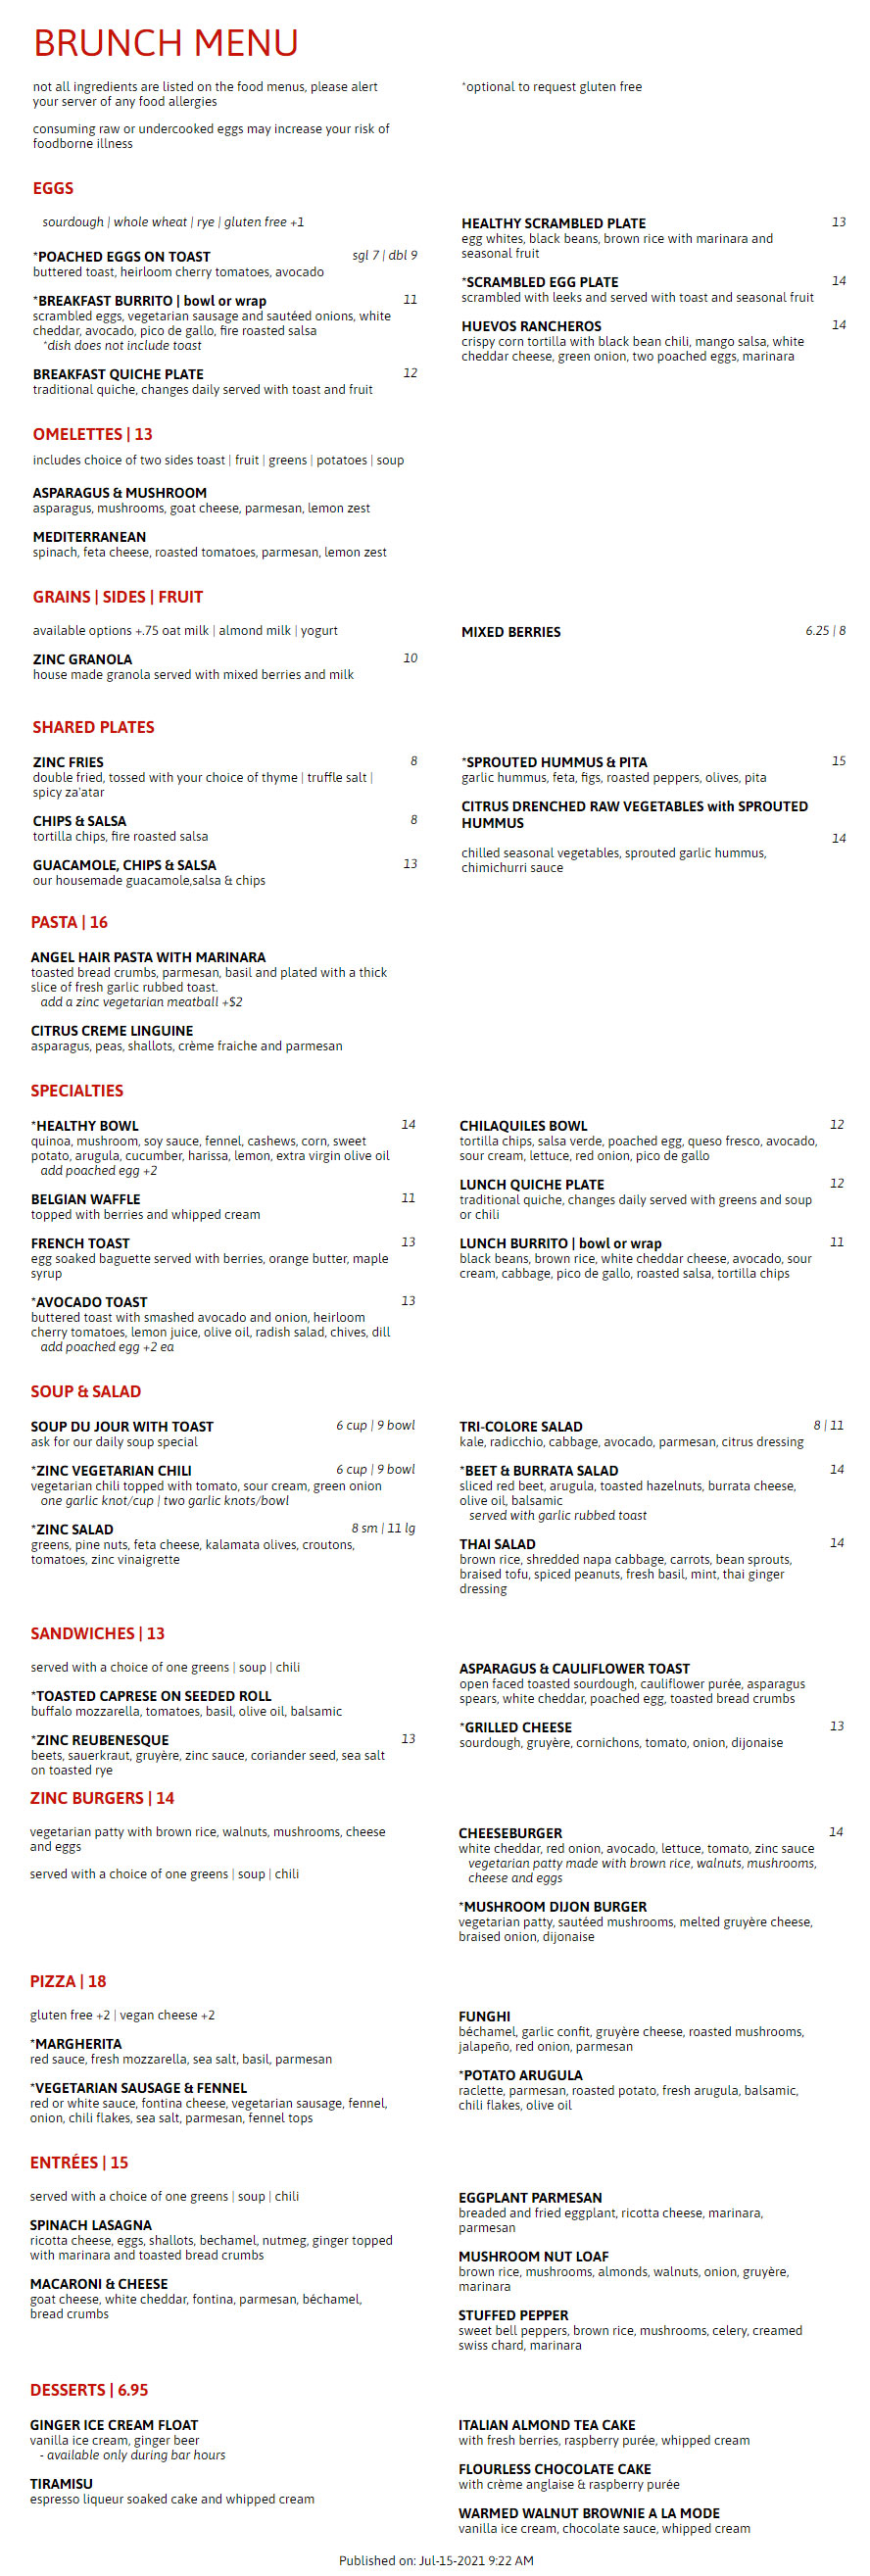 BRUNCH MENU
not all ingredients are listed on the food menus, please alert
your server of any food allergies
consuming raw or undercooked eggs may increase your risk of
foodborne illness
*optional to request gluten free
EGGS
sourdough | whole wheat | rye | gluten free +1
*POACHED EGGS ON TOAST sgl 7 | dbl 9
buttered toast, heirloom cherry tomatoes, avocado
*BREAKFAST BURRITO | bowl or wrap 11
scrambled eggs, vegetarian sausage and sautéed onions, white
cheddar, avocado, pico de gallo, fire roasted salsa
*dish does not include toast
BREAKFAST QUICHE PLATE 12
traditional quiche, changes daily served with toast and fruit
HEALTHY SCRAMBLED PLATE 13
egg whites, black beans, brown rice with marinara and
seasonal fruit
*SCRAMBLED EGG PLATE 14
scrambled with leeks and served with toast and seasonal fruit
HUEVOS RANCHEROS 14
crispy corn tortilla with black bean chili, mango salsa, white
cheddar cheese, green onion, two poached eggs, marinara
OMELETTES | 13
includes choice of two sides toast | fruit | greens | potatoes | soup
ASPARAGUS & MUSHROOM
asparagus, mushrooms, goat cheese, parmesan, lemon zest
MEDITERRANEAN
spinach, feta cheese, roasted tomatoes, parmesan, lemon zest
GRAINS | SIDES | FRUIT
available options +.75 oat milk | almond milk | yogurt
ZINC GRANOLA 10
house made granola served with mixed berries and milk
MIXED BERRIES 6.25 | 8
SHARED PLATES
ZINC FRIES 8
double fried, tossed with your choice of thyme | truffle salt |
spicy za'atar
CHIPS & SALSA 8
tortilla chips, fire roasted salsa
GUACAMOLE, CHIPS & SALSA 13
our housemade guacamole,salsa & chips
*SPROUTED HUMMUS & PITA 15
garlic hummus, feta, figs, roasted peppers, olives, pita
CITRUS DRENCHED RAW VEGETABLES with SPROUTED
HUMMUS
14
chilled seasonal vegetables, sprouted garlic hummus,
chimichurri sauce
PASTA | 16
ANGEL HAIR PASTA WITH MARINARA
toasted bread crumbs, parmesan, basil and plated with a thick
slice of fresh garlic rubbed toast.
add a zinc vegetarian meatball +$2
CITRUS CREME LINGUINE
asparagus, peas, shallots, crème fraiche and parmesan
SPECIALTIES
*HEALTHY BOWL 14
quinoa, mushroom, soy sauce, fennel, cashews, corn, sweet
potato, arugula, cucumber, harissa, lemon, extra virgin olive oil
add poached egg +2
BELGIAN WAFFLE 11
topped with berries and whipped cream
FRENCH TOAST 13
egg soaked baguette served with berries, orange butter, maple
syrup
*AVOCADO TOAST 13
buttered toast with smashed avocado and onion, heirloom
cherry tomatoes, lemon juice, olive oil, radish salad, chives, dill
add poached egg +2 ea
CHILAQUILES BOWL 12
tortilla chips, salsa verde, poached egg, queso fresco, avocado,
sour cream, lettuce, red onion, pico de gallo
LUNCH QUICHE PLATE 12
traditional quiche, changes daily served with greens and soup
or chili
LUNCH BURRITO | bowl or wrap 11
black beans, brown rice, white cheddar cheese, avocado, sour
cream, cabbage, pico de gallo, roasted salsa, tortilla chips
SOUP & SALAD
SOUP DU JOUR WITH TOAST 6 cup | 9 bowl
ask for our daily soup special
*ZINC VEGETARIAN CHILI 6 cup | 9 bowl
vegetarian chili topped with tomato, sour cream, green onion
one garlic knot/cup | two garlic knots/bowl
*ZINC SALAD 8 sm | 11 lg
greens, pine nuts, feta cheese, kalamata olives, croutons,
tomatoes, zinc vinaigrette
TRI-COLORE SALAD 8 | 11
kale, radicchio, cabbage, avocado, parmesan, citrus dressing
*BEET & BURRATA SALAD 14
sliced red beet, arugula, toasted hazelnuts, burrata cheese,
olive oil, balsamic
served with garlic rubbed toast
THAI SALAD 14
brown rice, shredded napa cabbage, carrots, bean sprouts,
braised tofu, spiced peanuts, fresh basil, mint, thai ginger
dressing
SANDWICHES | 13
served with a choice of one greens | soup | chili
*TOASTED CAPRESE ON SEEDED ROLL
buffalo mozzarella, tomatoes, basil, olive oil, balsamic
*ZINC REUBENESQUE 13
beets, sauerkraut, gruyère, zinc sauce, coriander seed, sea salt
on toasted rye
ASPARAGUS & CAULIFLOWER TOAST
open faced toasted sourdough, cauliflower purée, asparagus
spears, white cheddar, poached egg, toasted bread crumbs
*GRILLED CHEESE 13
sourdough, gruyère, cornichons, tomato, onion, dijonaise
ZINC BURGERS | 14
vegetarian patty with brown rice, walnuts, mushrooms, cheese
and eggs
served with a choice of one greens | soup | chili
CHEESEBURGER 14
white cheddar, red onion, avocado, lettuce, tomato, zinc sauce
vegetarian patty made with brown rice, walnuts, mushrooms,
cheese and eggs
*MUSHROOM DIJON BURGER
vegetarian patty, sautéed mushrooms, melted gruyère cheese,
braised onion, dijonaise
PIZZA | 18
gluten free +2 | vegan cheese +2
*MARGHERITA
red sauce, fresh mozzarella, sea salt, basil, parmesan
*VEGETARIAN SAUSAGE & FENNEL
red or white sauce, fontina cheese, vegetarian sausage, fennel,
onion, chili flakes, sea salt, parmesan, fennel tops
FUNGHI
béchamel, garlic confit, gruyère cheese, roasted mushrooms,
jalapeño, red onion, parmesan
*POTATO ARUGULA
raclette, parmesan, roasted potato, fresh arugula, balsamic,
chili flakes, olive oil
ENTRÉES | 15
served with a choice of one greens | soup | chili
SPINACH LASAGNA
ricotta cheese, eggs, shallots, bechamel, nutmeg, ginger topped
with marinara and toasted bread crumbs
MACARONI & CHEESE
goat cheese, white cheddar, fontina, parmesan, béchamel,
bread crumbs
EGGPLANT PARMESAN
breaded and fried eggplant, ricotta cheese, marinara,
parmesan
MUSHROOM NUT LOAF
brown rice, mushrooms, almonds, walnuts, onion, gruyère,
marinara
STUFFED PEPPER
sweet bell peppers, brown rice, mushrooms, celery, creamed
swiss chard, marinara
DESSERTS | 6.95
GINGER ICE CREAM FLOAT
vanilla ice cream, ginger beer
- available only during bar hours
TIRAMISU
espresso liqueur soaked cake and whipped cream
ITALIAN ALMOND TEA CAKE
with fresh berries, raspberry purée, whipped cream
FLOURLESS CHOCOLATE CAKE
with crème anglaise & raspberry purée
WARMED WALNUT BROWNIE A LA MODE
vanilla ice cream, chocolate sauce, whipped cream
Published on: Jul-15-2021 9:22 AM